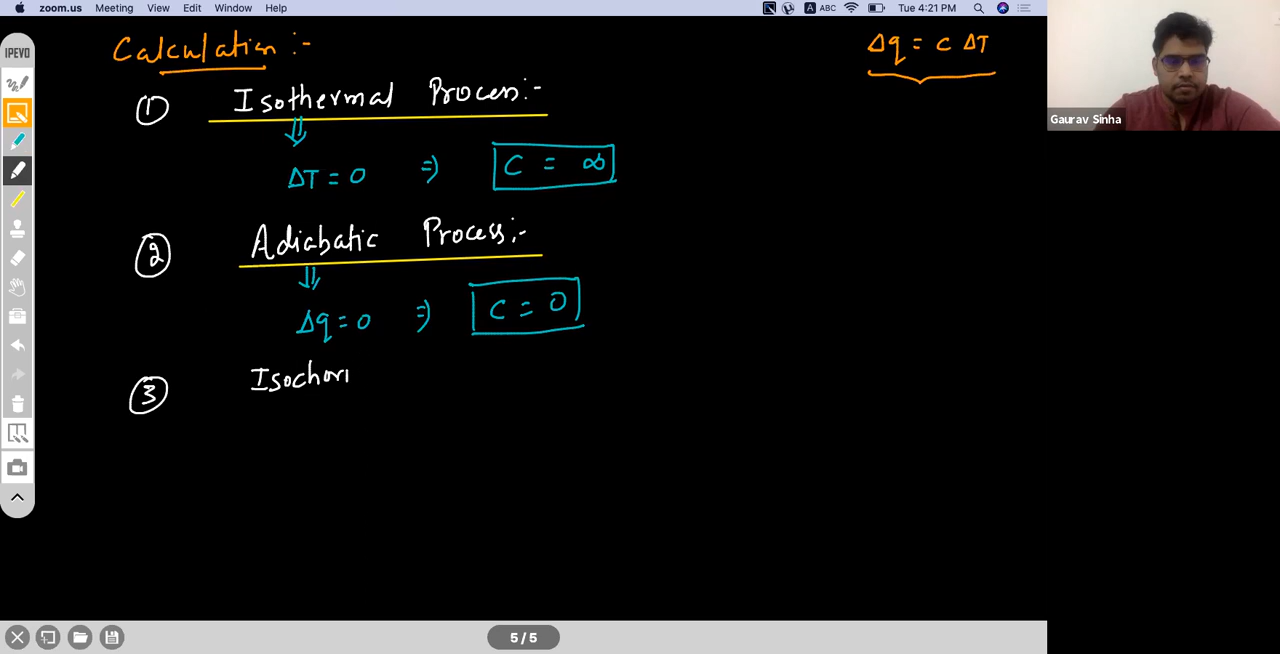 zoom.us Meeting View Edit Window Help A ABC Tue 4:21 PM
IPEVO
Calculation :-
Δq = C ΔT
① Isothermal Process:-
⇓
ΔT = 0 ⇒ C = ∞
Gaurav Sinha
② Adiabatic Process:-
⇓
Δq = 0 ⇒ C = 0
③ Isochori
5 / 5